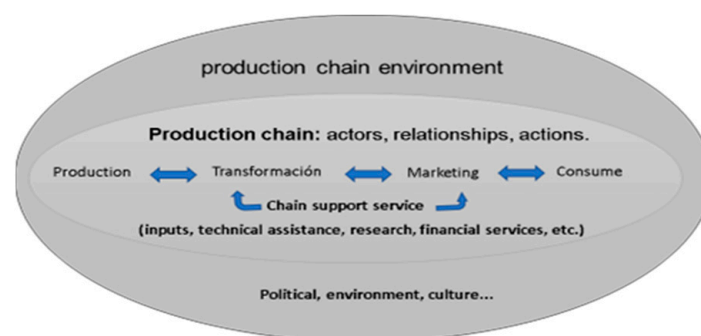 production chain environment
Production chain: actors, relationships, actions.
Production Transformación Marketing Consume
Chain support service
(inputs, technical assistance, research, financial services, etc.)
Political, environment, culture...